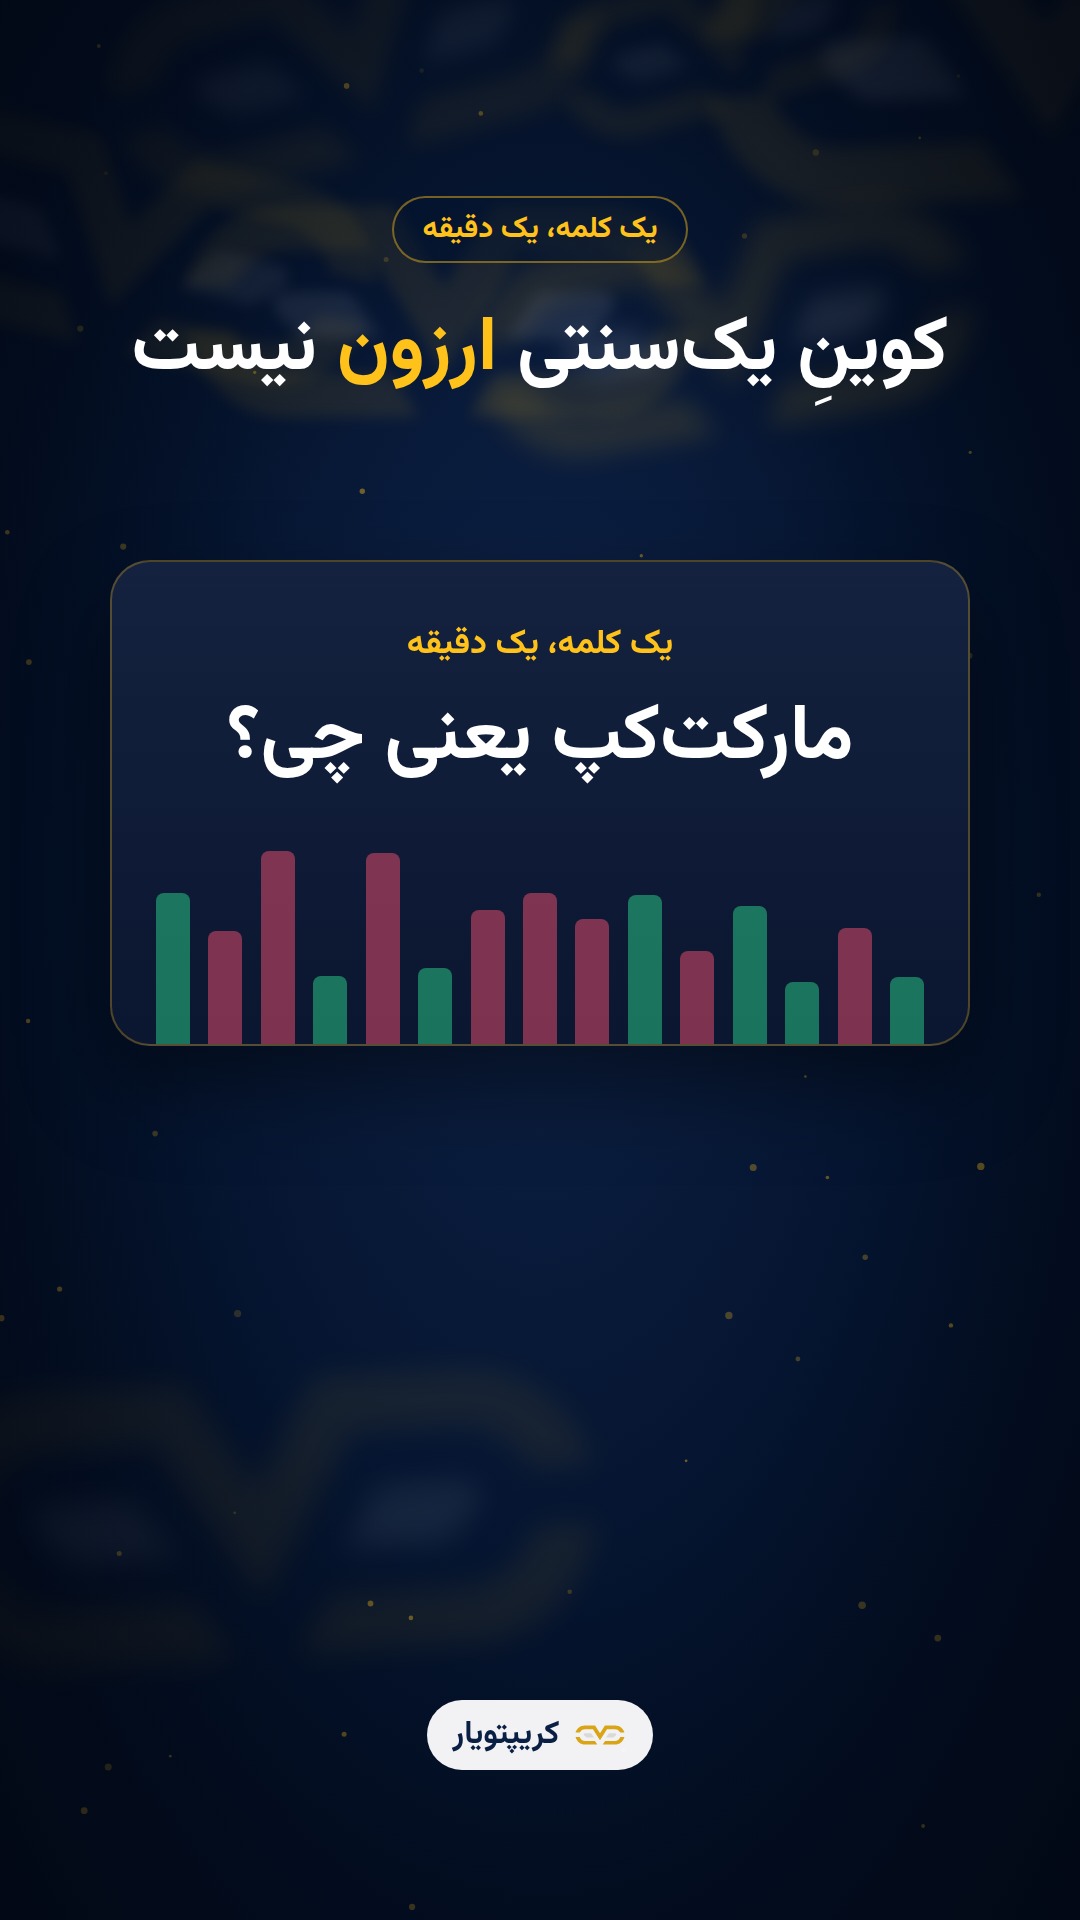 یک کلمه، یک دقیقه
کوینِ یک‌سنتی ارزون نیست
یک کلمه، یک دقیقه
مارکت‌کپ یعنی چی؟
کریپتویار